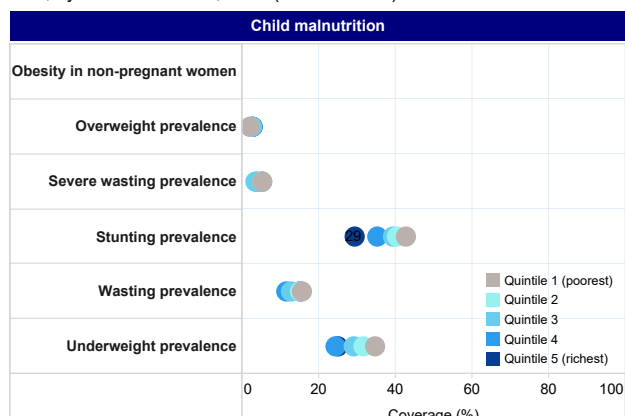 Child malnutrition
Obesity in non-pregnant women
Overweight prevalence
Severe wasting prevalence
Stunting prevalence
29
Wasting prevalence
Quintile 1 (poorest)
Quintile 2
Quintile 3
Quintile 4
Quintile 5 (richest)
Underweight prevalence
0 20 40 60 80 100
Coverage (%)